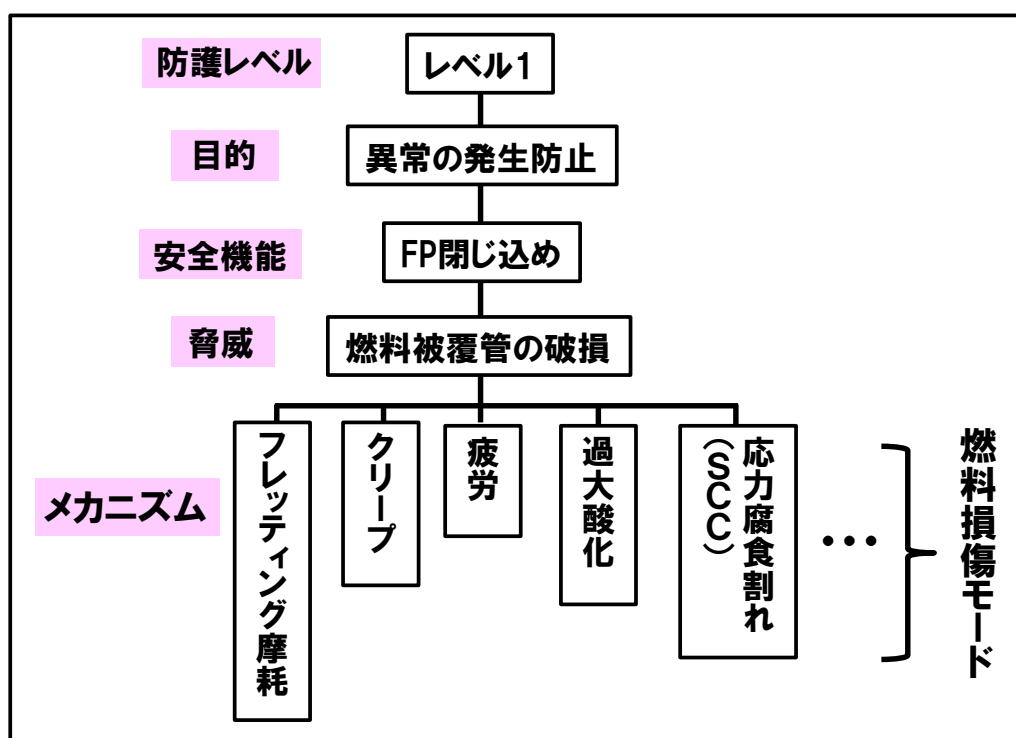 防護レベル
レベル1
目的
異常の発生防止
安全機能
FP閉じ込め
脅威
燃料被覆管の破損
メカニズム
フレッティング摩耗
クリープ
疲労
過大酸化
応力腐食割れ
(SCC)
•••
燃料損傷モード